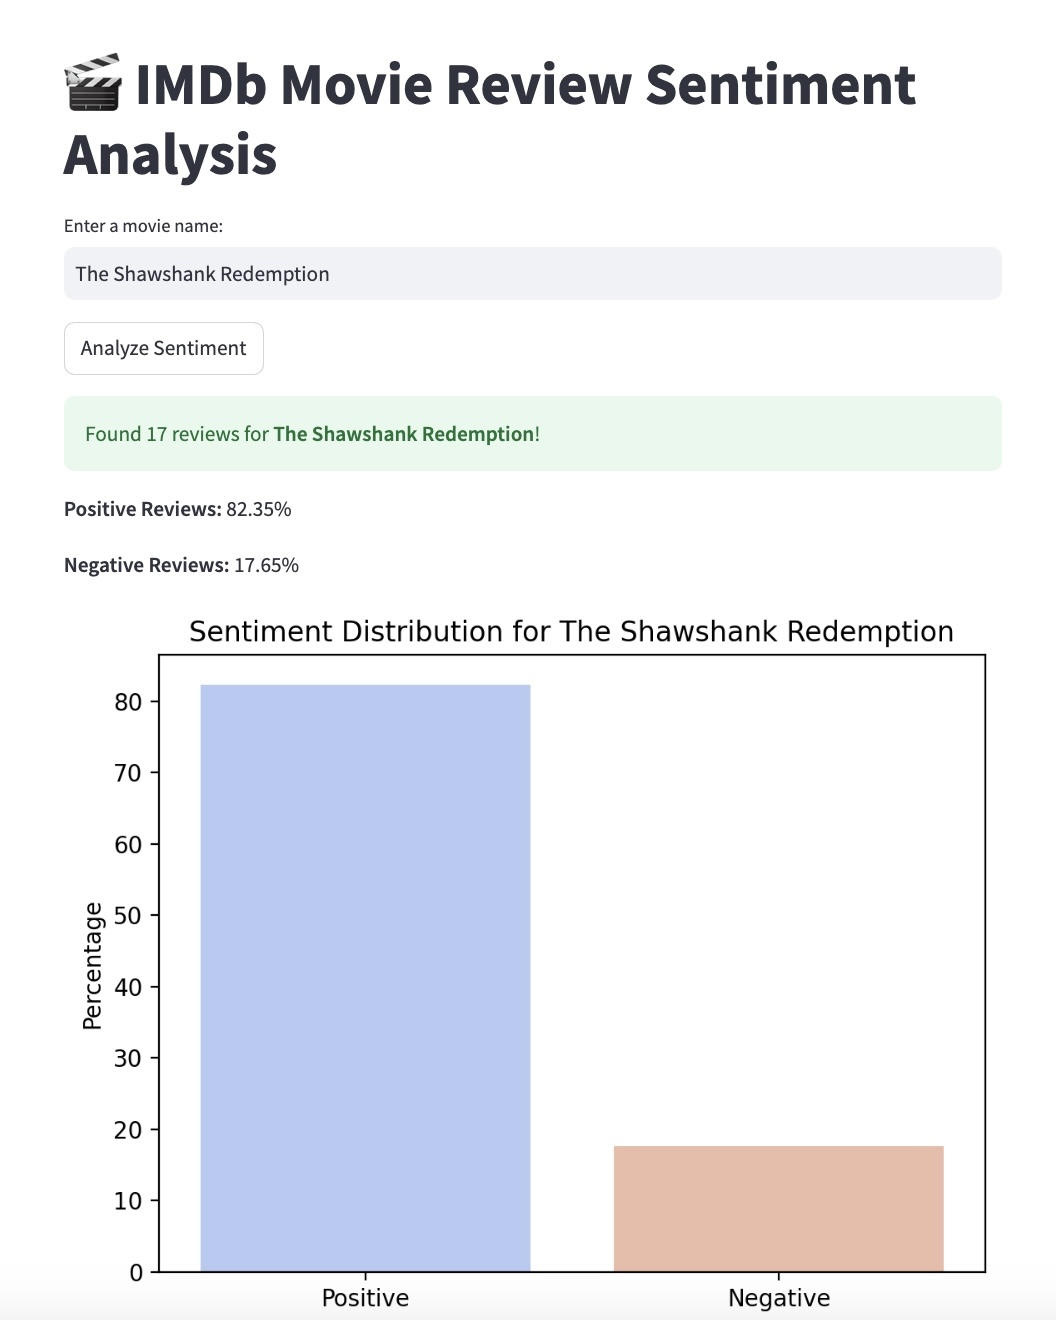 🎬 IMDb Movie Review Sentiment
Analysis
Enter a movie name:
The Shawshank Redemption
Analyze Sentiment
Found 17 reviews for The Shawshank Redemption!
Positive Reviews: 82.35%
Negative Reviews: 17.65%
Sentiment Distribution for The Shawshank Redemption
80
70
60
50
40
30
20
10
0
Percentage
Positive Negative